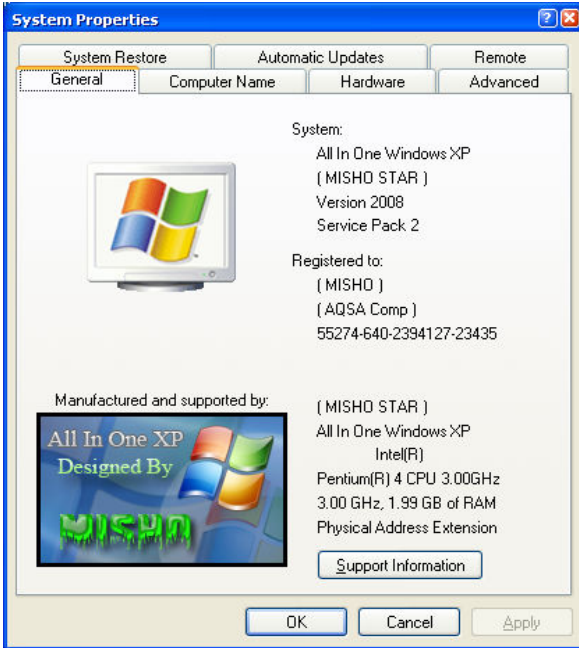 System Properties
System Restore
Automatic Updates
Remote
General
Computer Name
Hardware
Advanced
System:
All In One Windows XP
( MISHO STAR )
Version 2008
Service Pack 2
Registered to:
( MISHO )
( AQSA Comp )
55274-640-2394127-23435
Manufactured and supported by:
All In One XP
Designed By
MISHO
( MISHO STAR )
All In One Windows XP
Intel(R)
Pentium(R) 4 CPU 3.00GHz
3.00 GHz, 1.99 GB of RAM
Physical Address Extension
Support Information
OK
Cancel
Apply